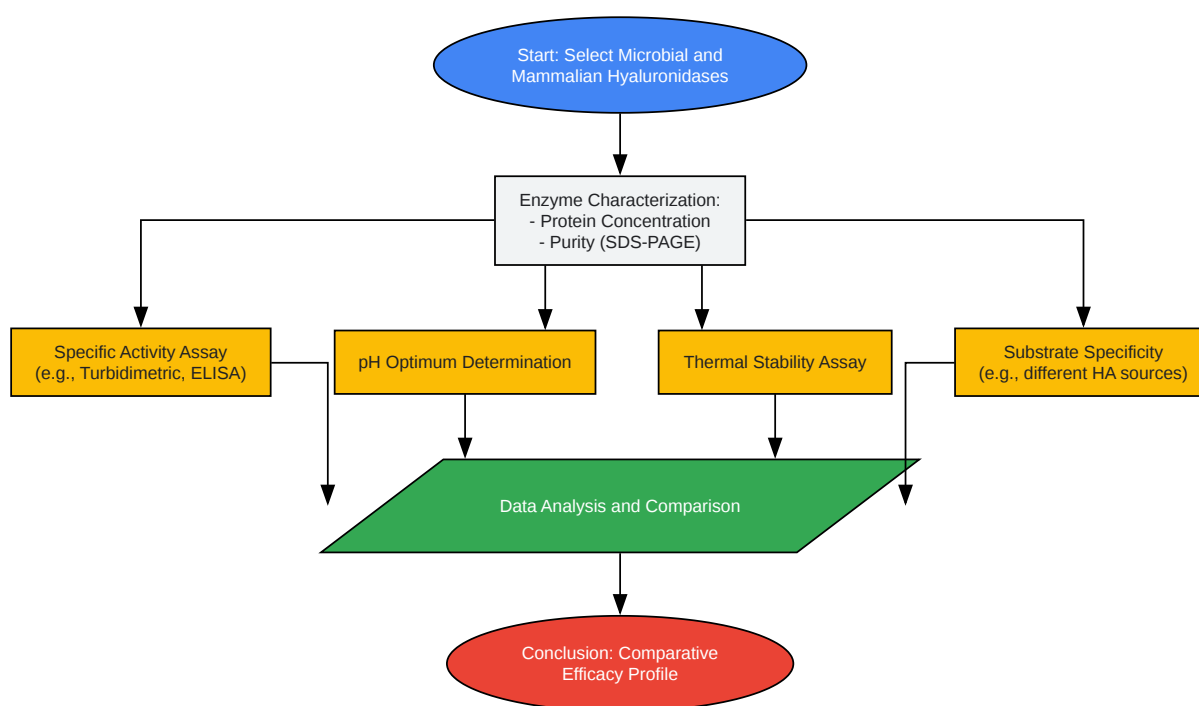 Start: Select Microbial and
Mammalian Hyaluronidases
Enzyme Characterization:
- Protein Concentration
- Purity (SDS-PAGE)
Specific Activity Assay
(e.g., Turbidimetric, ELISA)
pH Optimum Determination
Thermal Stability Assay
Substrate Specificity
(e.g., different HA sources)
Data Analysis and Comparison
Conclusion: Comparative
Efficacy Profile